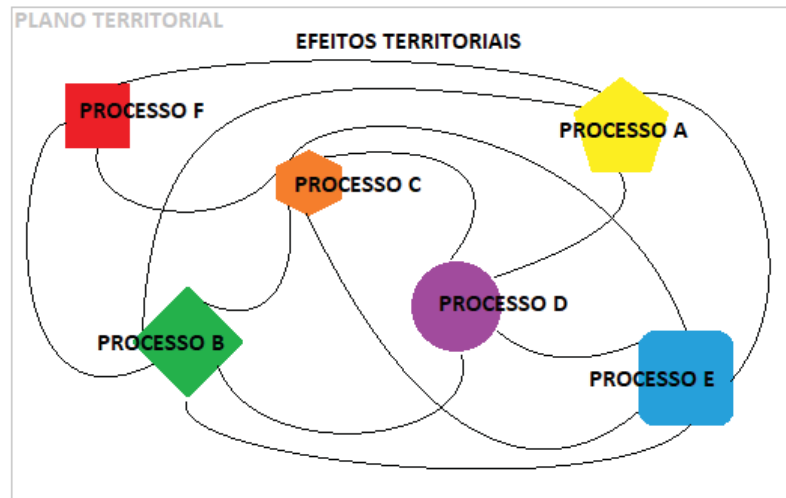 PLANO TERRITORIAL
EFEITOS TERRITORIAIS
PROCESSO F
PROCESSO A
PROCESSO C
PROCESSO D
PROCESSO B
PROCESSO E